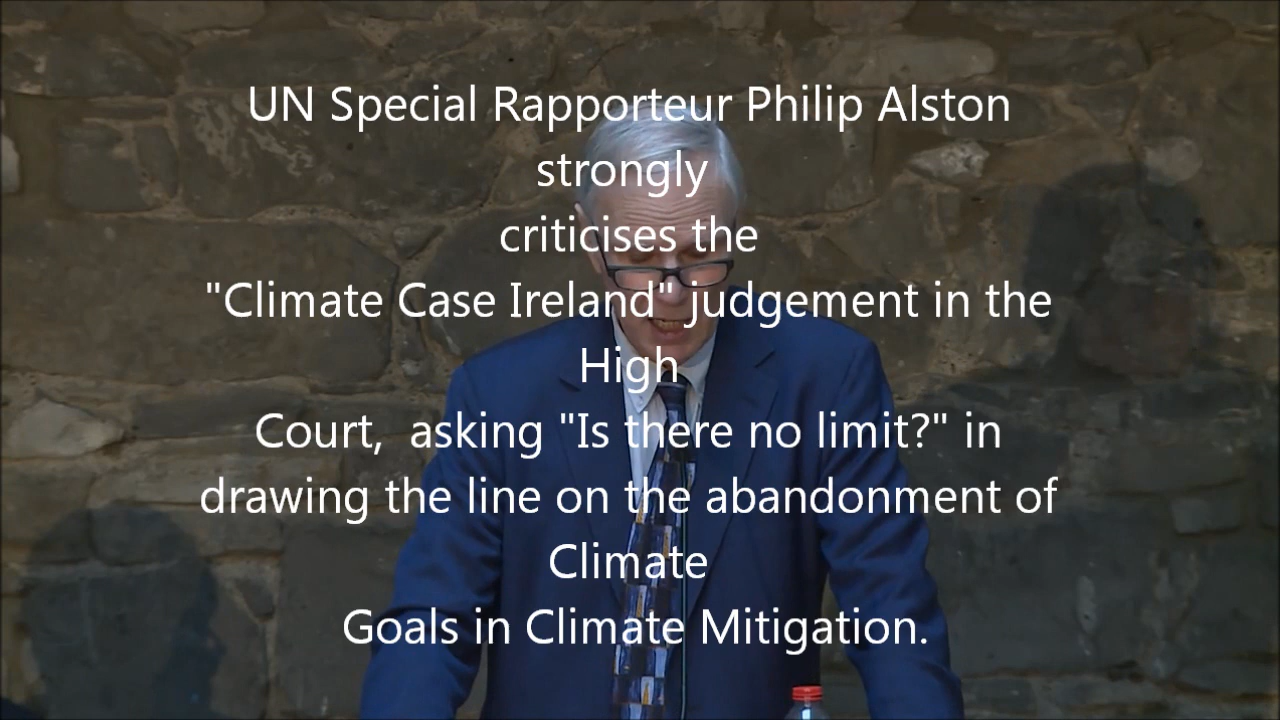 UN Special Rapporteur Philip Alston
strongly
criticises the
"Climate Case Ireland" judgement in the
High
Court,  asking "Is there no limit?" in
drawing the line on the abandonment of
Climate
Goals in Climate Mitigation.